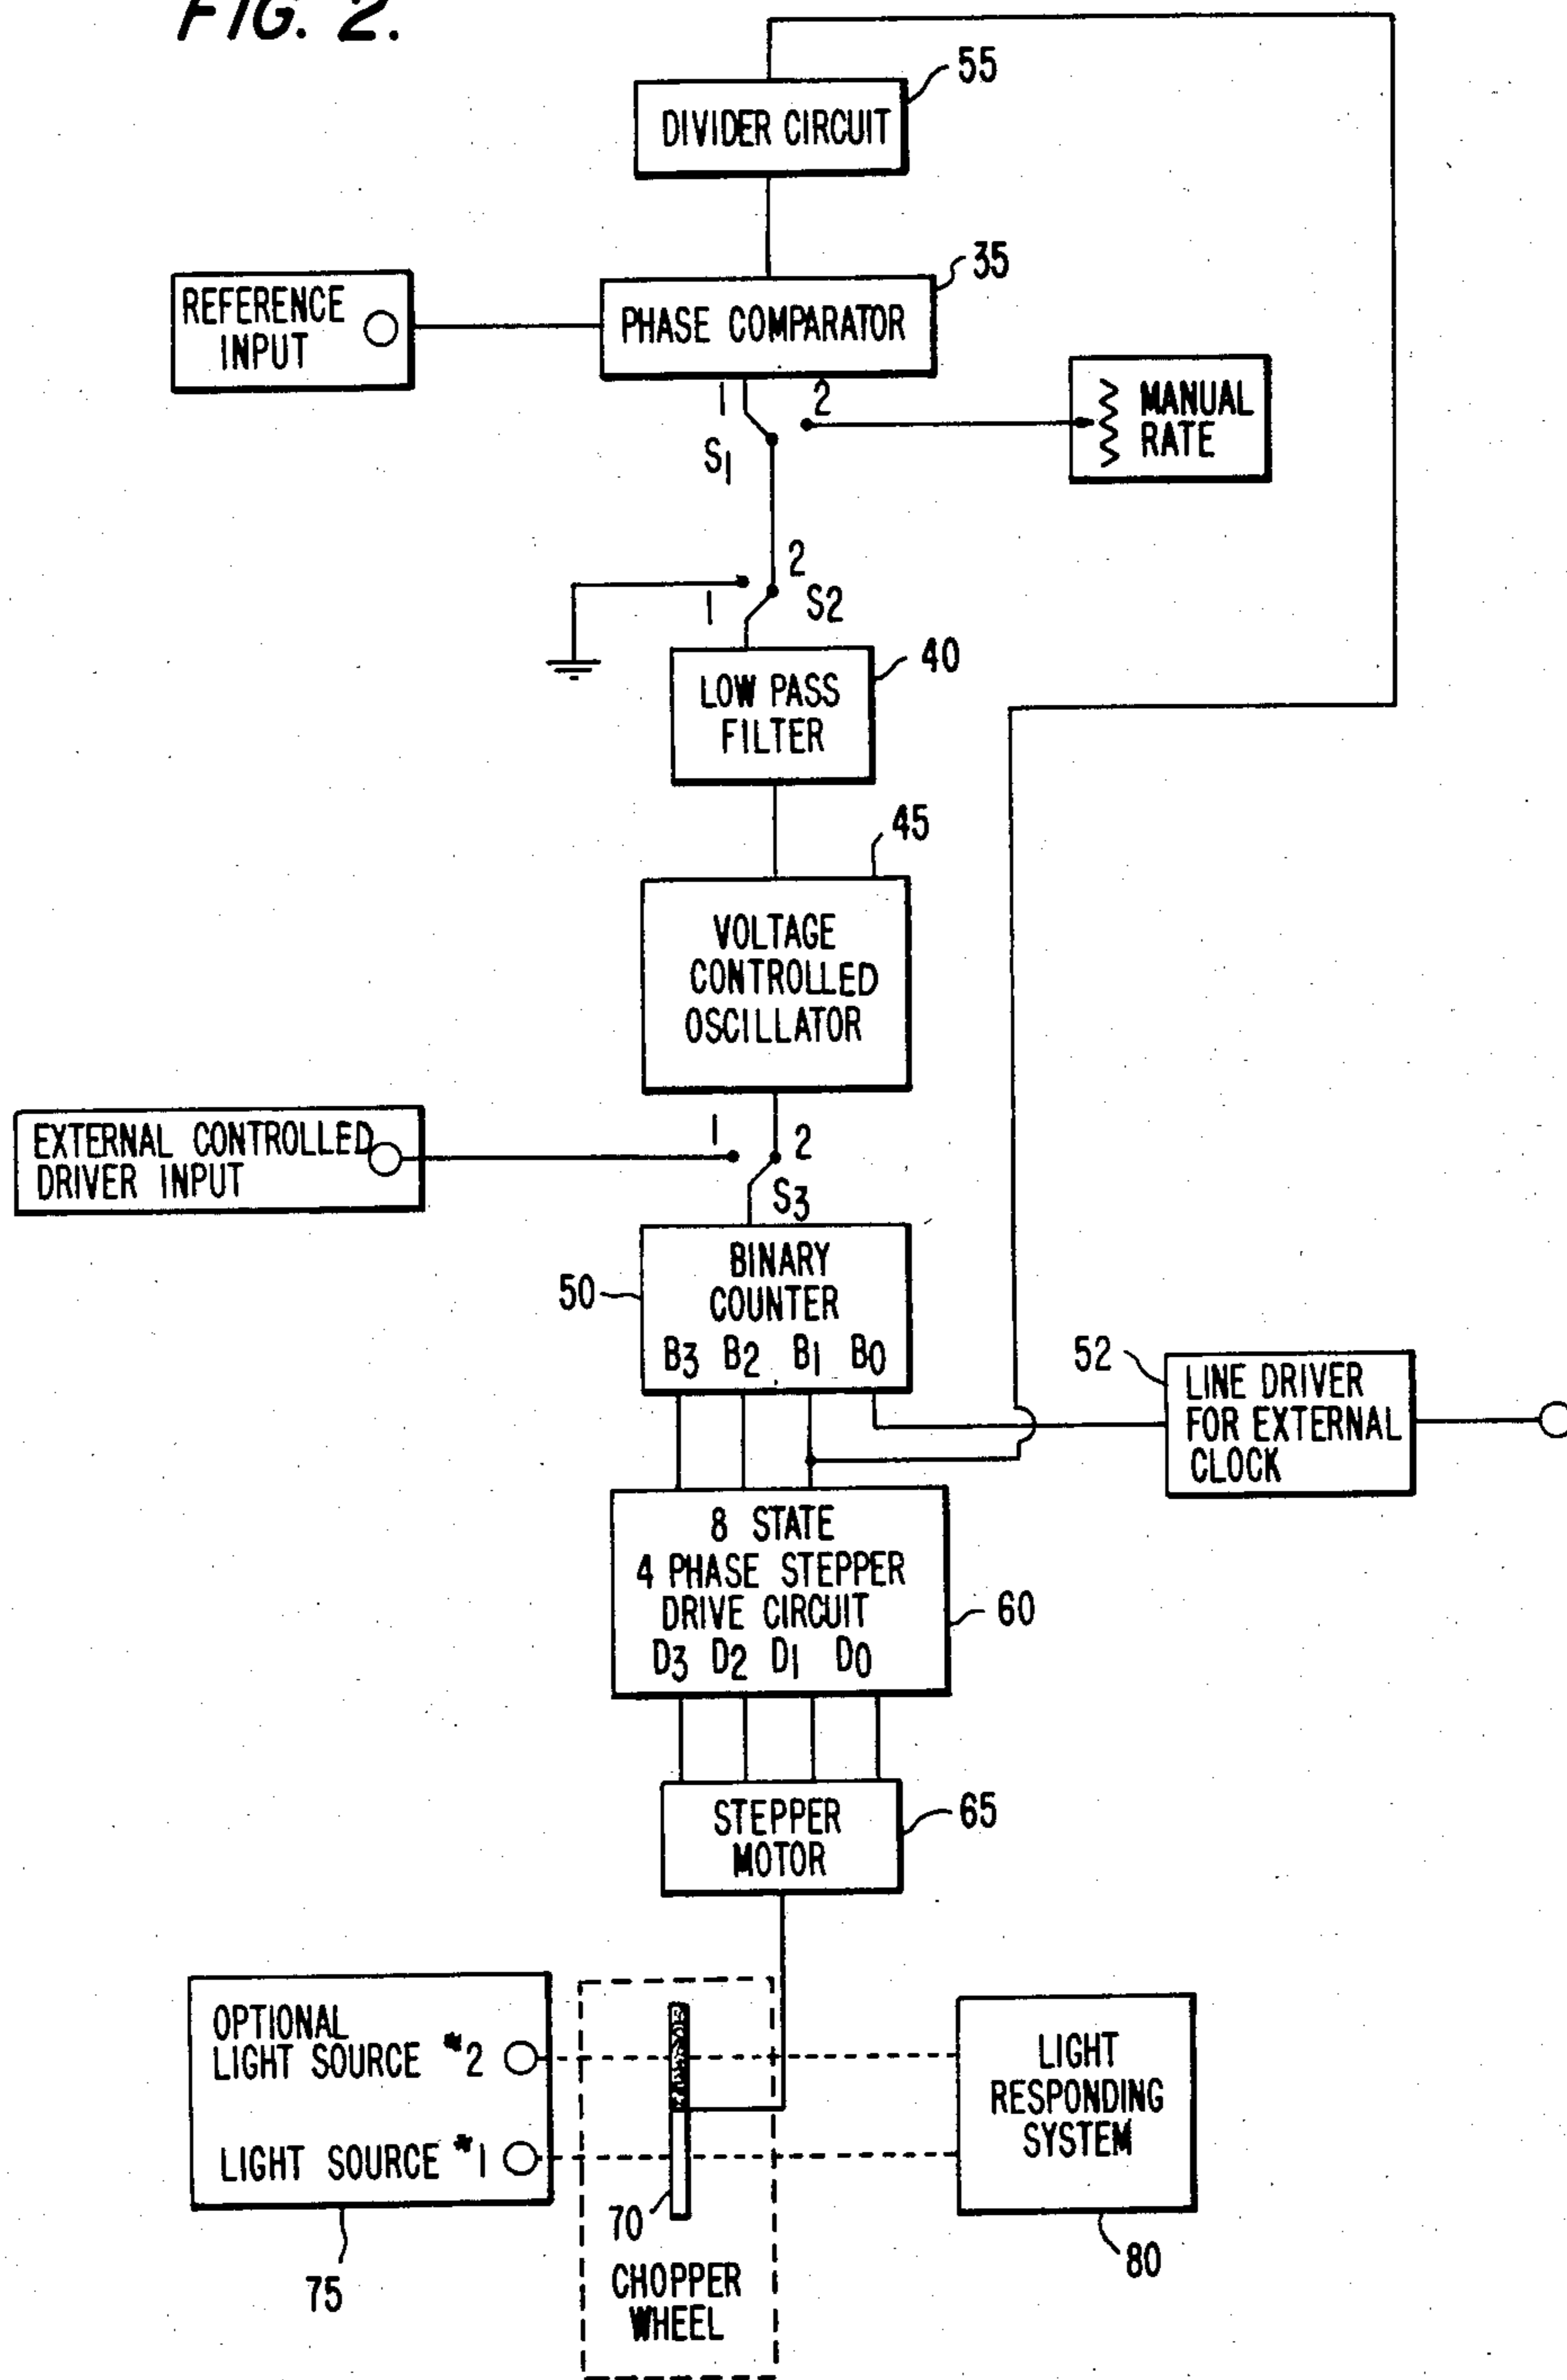 FIG. 2.
55
DIVIDER CIRCUIT
35
REFERENCE
INPUT
PHASE COMPARATOR
1
2
S1
MANUAL
RATE
2
1
S2
40
LOW PASS
FILTER
45
VOLTAGE
CONTROLLED
OSCILLATOR
EXTERNAL CONTROLLED
DRIVER INPUT
1
2
S3
50
BINARY
COUNTER
B3 B2 B1 B0
52
LINE DRIVER
FOR EXTERNAL
CLOCK
8 STATE
4 PHASE STEPPER
DRIVE CIRCUIT
D3 D2 D1 D0
60
STEPPER
MOTOR
65
OPTIONAL
LIGHT SOURCE #2
LIGHT SOURCE #1
75
70
CHOPPER
WHEEL
LIGHT
RESPONDING
SYSTEM
80